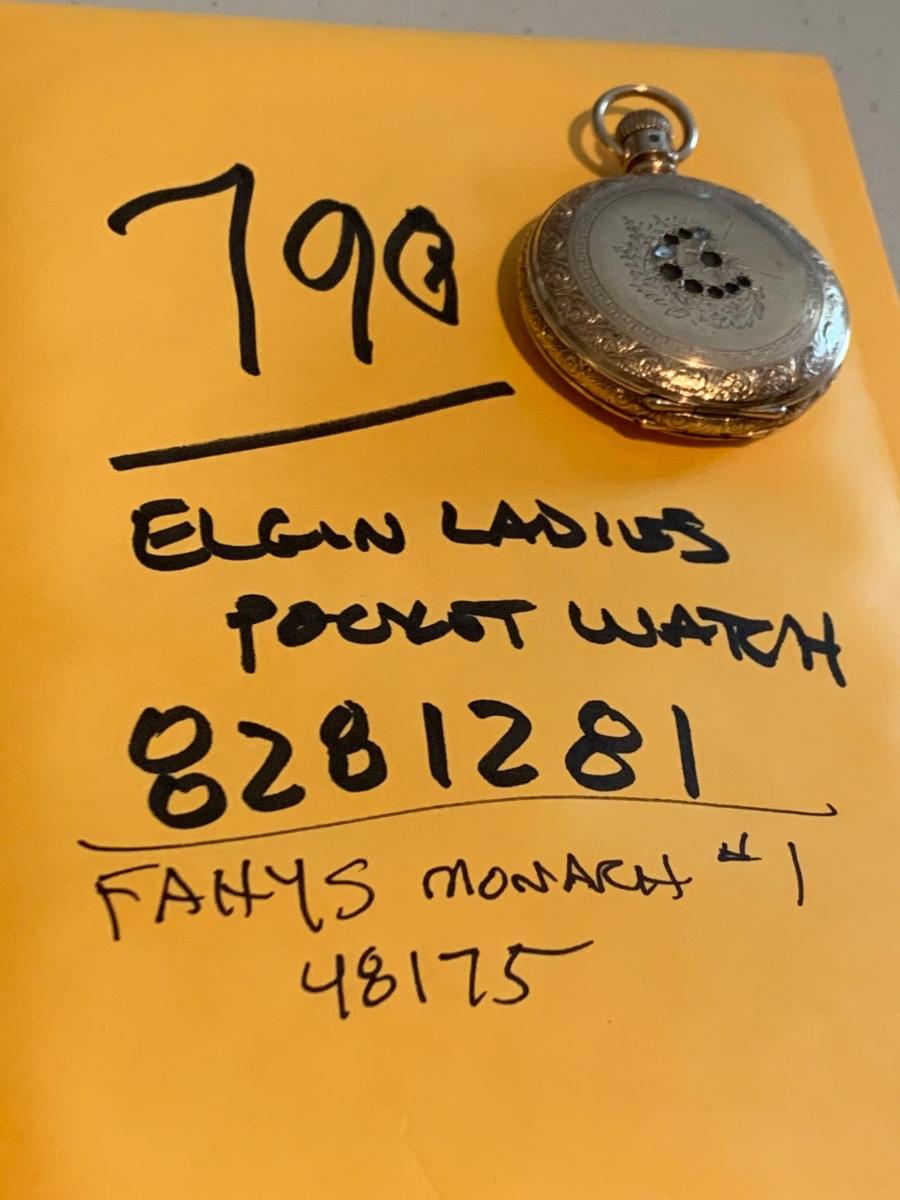 790
ELGIN LADIES
POCKET WATCH
8281281
FAHYS MONARCH #1
48175